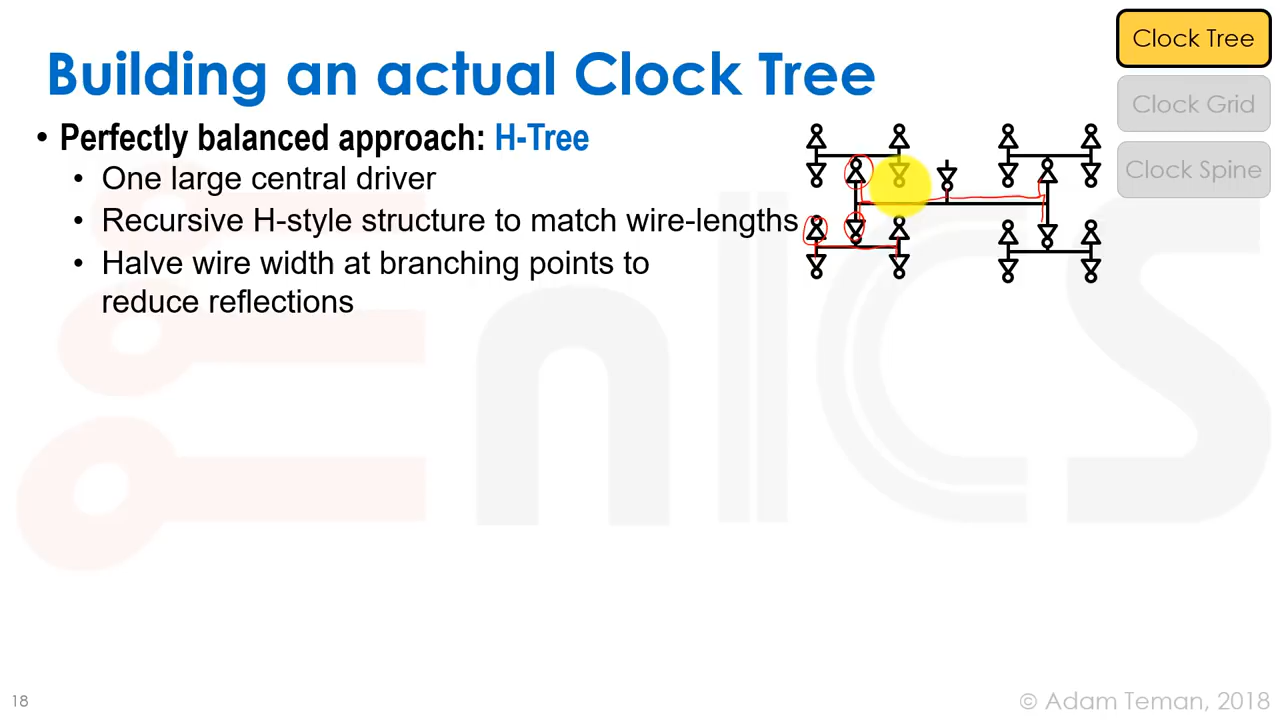 Building an actual Clock Tree
• Perfectly balanced approach: H-Tree
• One large central driver
• Recursive H-style structure to match wire-lengths
• Halve wire width at branching points to
reduce reflections
Clock Tree
Clock Grid
Clock Spine
enICS
18
© Adam Teman, 2018